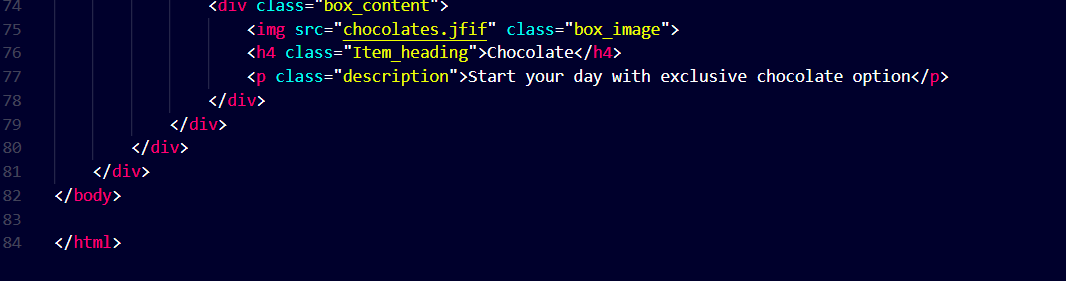 74 <div class="box_content">
75 <img src="chocolates.jfif" class="box_image">
76 <h4 class="Item_heading">Chocolate</h4>
77 <p class="description">Start your day with exclusive chocolate option</p>
78 </div>
79 </div>
80 </div>
81 </div>
82 </body>
83
84 </html>